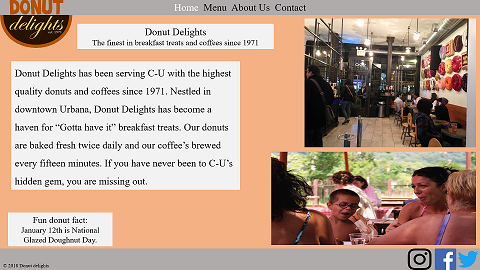 DONUT
delights
est. 1971
Home Menu About Us Contact
Donut Delights
The finest in breakfast treats and coffees since 1971
Donut Delights has been serving C-U with the highest
quality donuts and coffees since 1971. Nestled in
downtown Urbana, Donut Delights has become a
haven for “Gotta have it” breakfast treats. Our donuts
are baked fresh twice daily and our coffee’s brewed
every fifteen minutes. If you have never been to C-U’s
hidden gem, you are missing out.
Fun donut fact:
January 12th is National
Glazed Doughnut Day.
© 2018 Donut delights